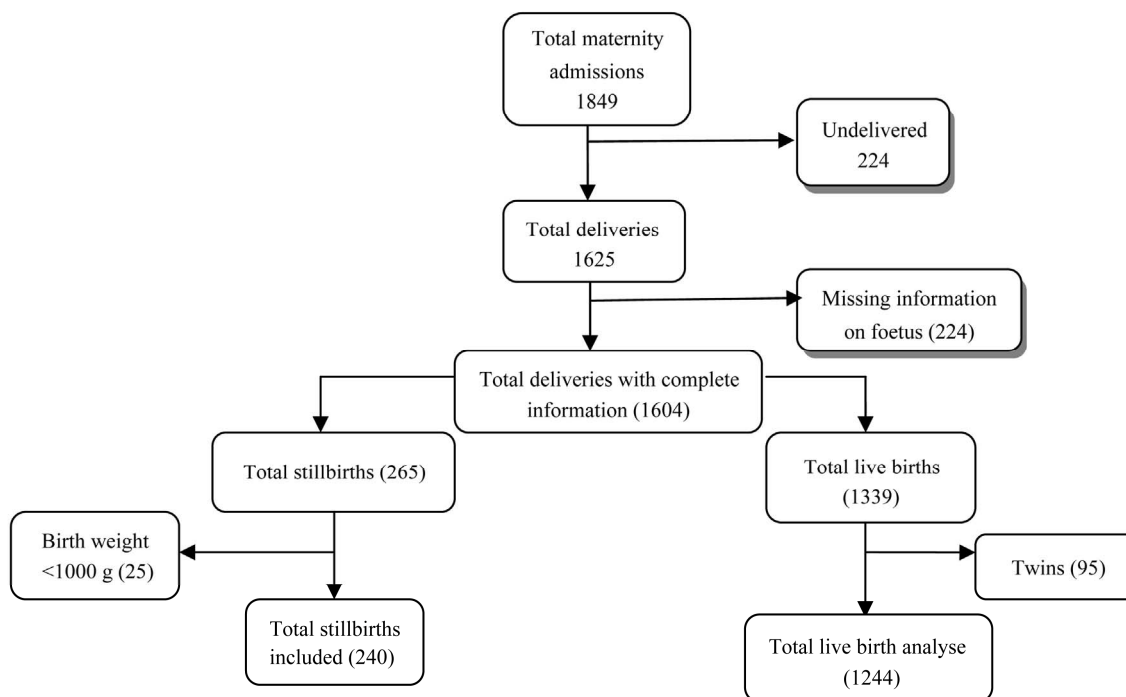 Total maternity
admissions
1849
Undelivered
224
Total deliveries
1625
Missing information
on foetus (224)
Total deliveries with complete
information (1604)
Total stillbirths (265)
Total live births
(1339)
Birth weight
<1000 g (25)
Twins (95)
Total stillbirths
included (240)
Total live birth analyse
(1244)